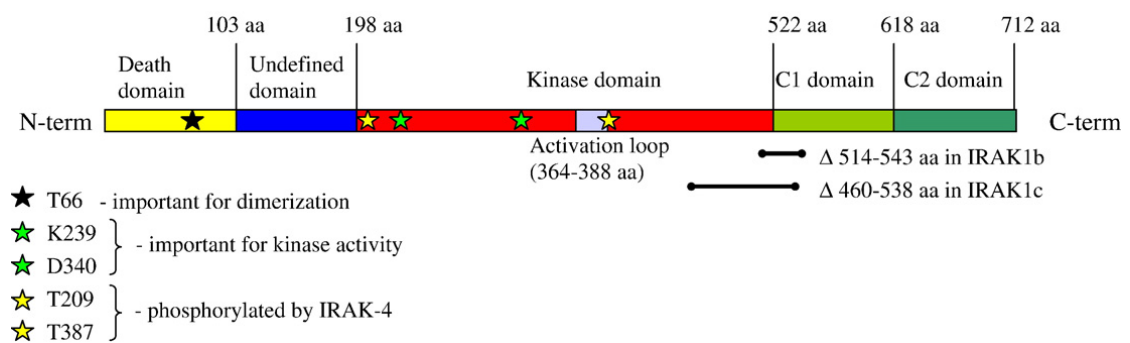 103 aa 198 aa 522 aa 618 aa 712 aa
Death domain
Undefined domain
Kinase domain
C1 domain
C2 domain
N-term
C-term
Activation loop
(364-388 aa)
Δ 514-543 aa in IRAK1b
Δ 460-538 aa in IRAK1c
T66 - important for dimerization
K239
- important for kinase activity
D340
T209
- phosphorylated by IRAK-4
T387